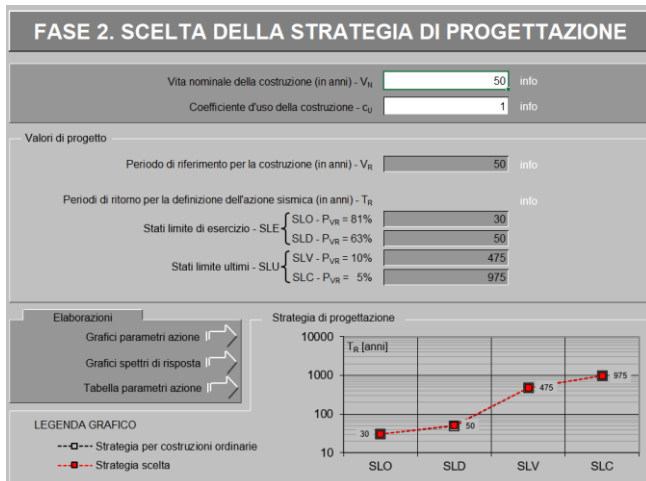 FASE 2. SCELTA DELLA STRATEGIA DI PROGETTAZIONE
Vita nominale della costruzione (in anni) - VN 50 info
Coefficiente d'uso della costruzione - cU 1 info
Valori di progetto
Periodo di riferimento per la costruzione (in anni) - VR 50 info
Periodi di ritorno per la definizione dell'azione sismica (in anni) - TR info
Stati limite di esercizio - SLE
SLO - PVR = 81% 30
SLD - PVR = 63% 50
Stati limite ultimi - SLU
SLV - PVR = 10% 475
SLC - PVR = 5% 975
Elaborazioni
Grafici parametri azione
Grafici spettri di risposta
Tabella parametri azione
LEGENDA GRAFICO
Strategia per costruzioni ordinarie
Strategia scelta
Strategia di progettazione
TR [anni]
10000
1000
100
10
30
50
475
975
SLO SLD SLV SLC